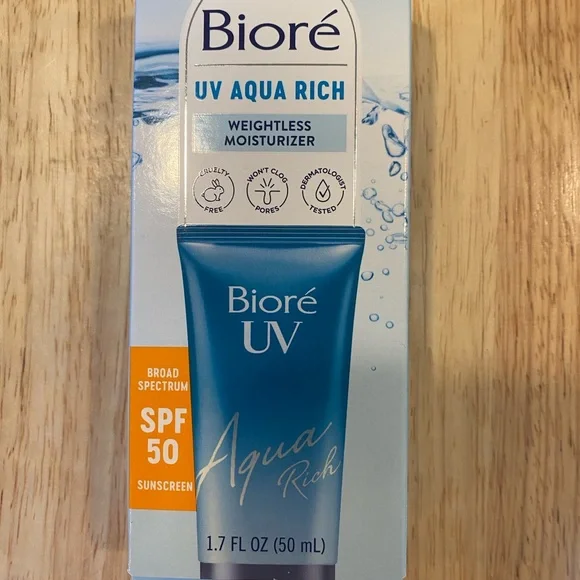 Bioré
UV AQUA RICH
WEIGHTLESS
MOISTURIZER
CRUELTY
FREE
WON'T CLOG
PORES
DERMATOLOGIST
TESTED
Bioré
UV
BROAD
SPECTRUM
SPF
50
SUNSCREEN
Aqua
Rich
1.7 FL OZ (50 mL)